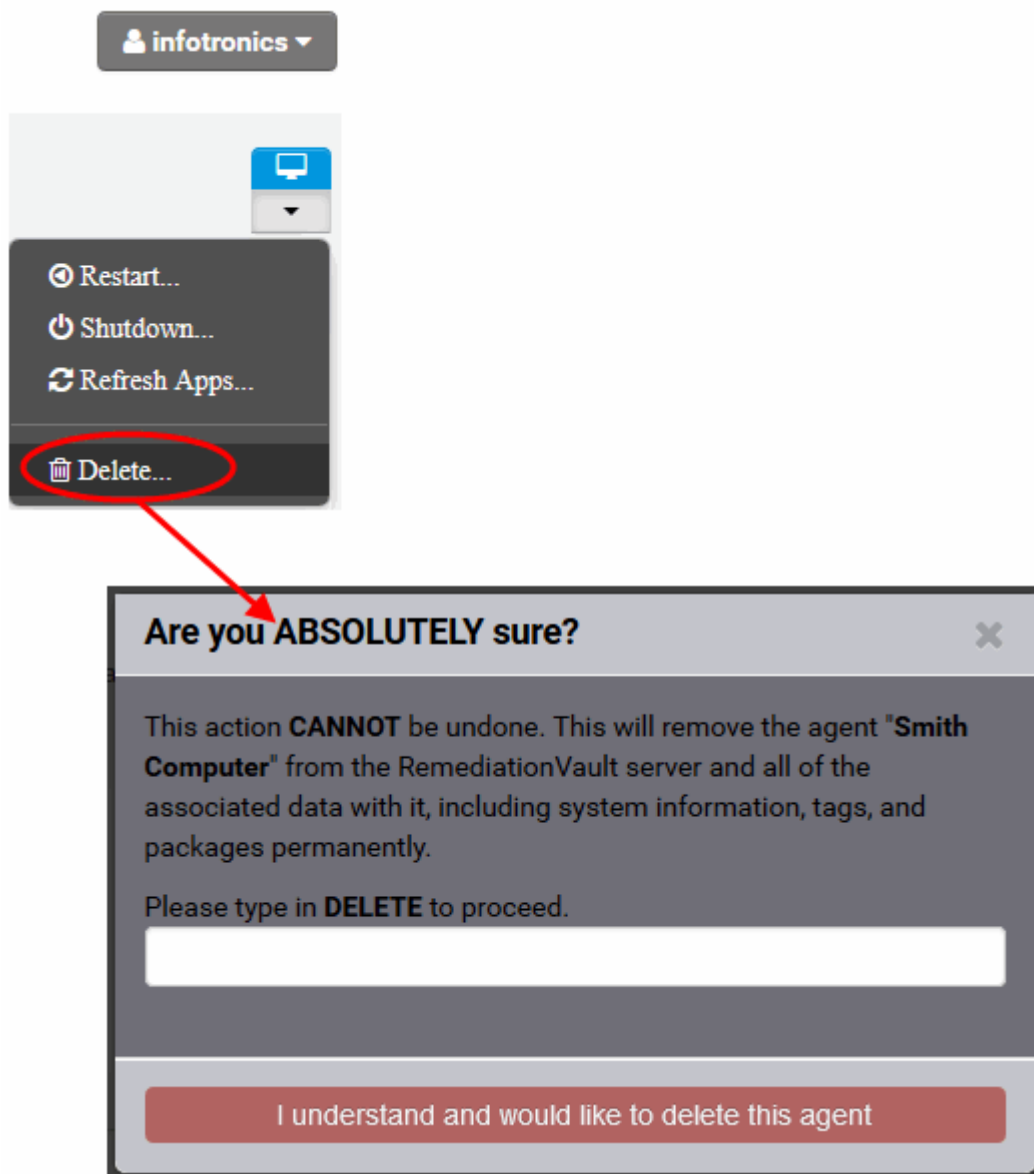 infotronics
Restart...
Shutdown...
Refresh Apps...
Delete...
Are you ABSOLUTELY sure?
This action CANNOT be undone. This will remove the agent "Smith
Computer" from the RemediationVault server and all of the
associated data with it, including system information, tags, and
packages permanently.
Please type in DELETE to proceed.
I understand and would like to delete this agent